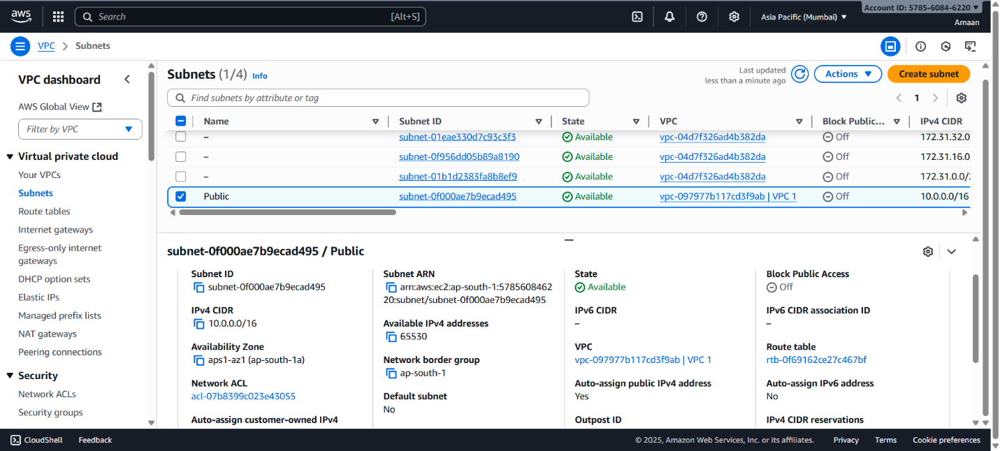 aws
Search [Alt+S]
Asia Pacific (Mumbai)
Account ID: 5785-6084-6220
Amaan
VPC
Subnets
VPC dashboard
AWS Global View
Filter by VPC
Virtual private cloud
Your VPCs
Subnets
Route tables
Internet gateways
Egress-only internet
gateways
DHCP option sets
Elastic IPs
Managed prefix lists
NAT gateways
Peering connections
Security
Network ACLs
Security groups
Subnets (1/4) Info
Last updated
less than a minute ago
Actions
Create subnet
Find subnets by attribute or tag
1
Name Subnet ID State VPC Block Public... IPv4 CIDR
– subnet-01eae330d7c93c3f3 Available vpc-04d7f326ad4b382da Off 172.31.32.0
– subnet-0f956dd05b89a8190 Available vpc-04d7f326ad4b382da Off 172.31.16.0
– subnet-01b1d2383fa8b8ef9 Available vpc-04d7f326ad4b382da Off 172.31.0.0/
Public subnet-0f000ae7b9ecad495 Available vpc-097977b117cd3f9ab | VPC 1 Off 10.0.0.0/16
subnet-0f000ae7b9ecad495 / Public
Subnet ID
subnet-0f000ae7b9ecad495
IPv4 CIDR
10.0.0.0/16
Availability Zone
aps1-az1 (ap-south-1a)
Network ACL
acl-07b8399c023e43055
Auto-assign customer-owned IPv4
Subnet ARN
arn:aws:ec2:ap-south-1:5785608462
20:subnet/subnet-0f000ae7b9ecad495
Available IPv4 addresses
65530
Network border group
ap-south-1
Default subnet
No
State
Available
IPv6 CIDR
–
VPC
vpc-097977b117cd3f9ab | VPC 1
Auto-assign public IPv4 address
Yes
Outpost ID
Block Public Access
Off
IPv6 CIDR association ID
–
Route table
rtb-0f69162ce27c467bf
Auto-assign IPv6 address
No
IPv4 CIDR reservations
CloudShell Feedback
© 2025, Amazon Web Services, Inc. or its affiliates. Privacy Terms Cookie preferences